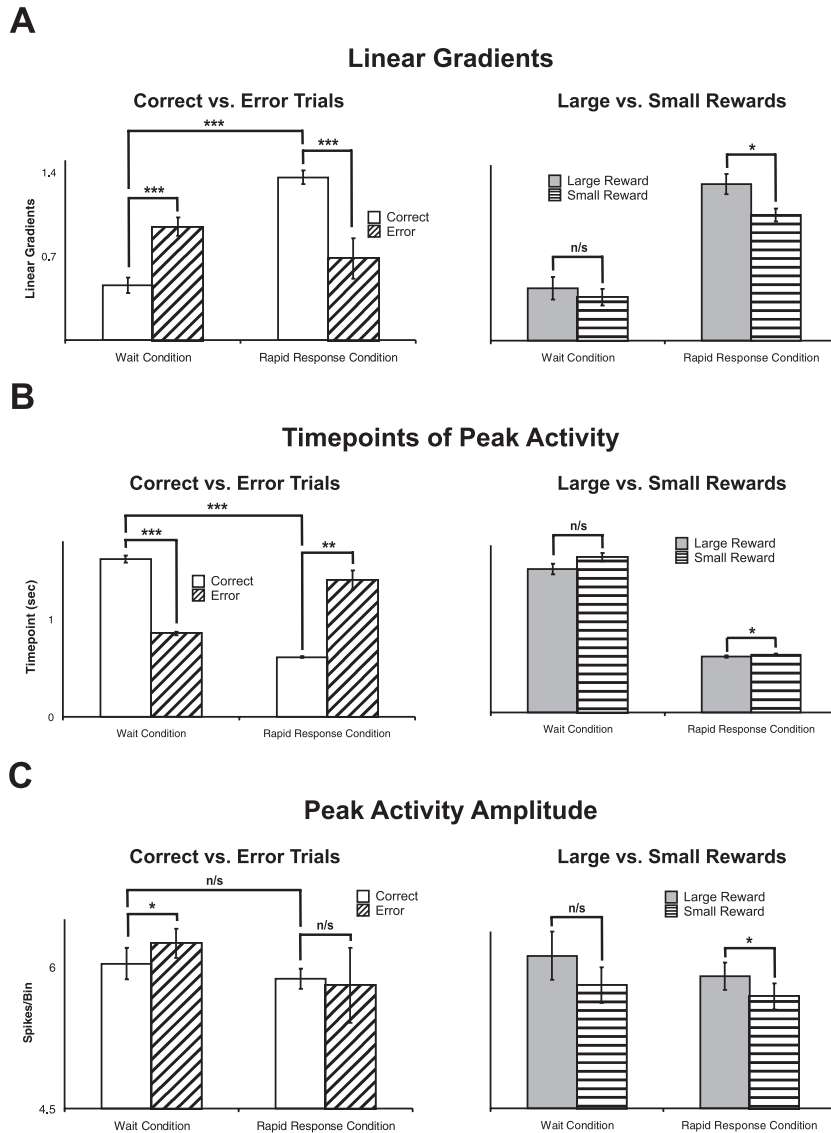 A
Linear Gradients
Correct vs. Error Trials
Large vs. Small Rewards
***
***
***
*
n/s
1.4
0.7
Linear Gradients
Correct
Error
Large Reward
Small Reward
Wait Condition
Rapid Response Condition
Wait Condition
Rapid Response Condition
B
Timepoints of Peak Activity
Correct vs. Error Trials
Large vs. Small Rewards
***
***
**
n/s
*
1
0
Timepoint (sec)
Correct
Error
Large Reward
Small Reward
Wait Condition
Rapid Response Condition
Wait Condition
Rapid Response Condition
C
Peak Activity Amplitude
Correct vs. Error Trials
Large vs. Small Rewards
n/s
*
n/s
n/s
*
6
4.5
Spikes/Bin
Correct
Error
Large Reward
Small Reward
Wait Condition
Rapid Response Condition
Wait Condition
Rapid Response Condition